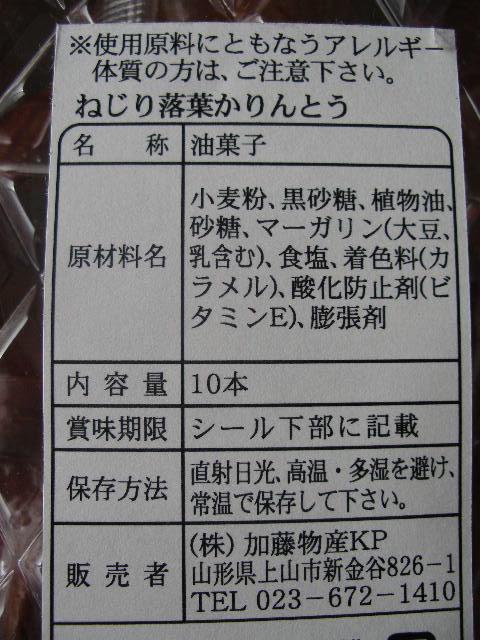 ※使用原料にともなうアレルギー
体質の方は、ご注意下さい。
ねじり落葉かりんとう
名称 油菓子
原材料名 小麦粉、黒砂糖、植物油、
砂糖、マーガリン(大豆、
乳含む)、食塩、着色料(カ
ラメル)、酸化防止剤(ビ
タミンE)、膨張剤
内容量 10本
賞味期限 シール下部に記載
保存方法 直射日光、高温・多湿を避け、
常温で保存して下さい。
販売者 (株) 加藤物産KP
山形県上山市新金谷826-1
TEL 023-672-1410